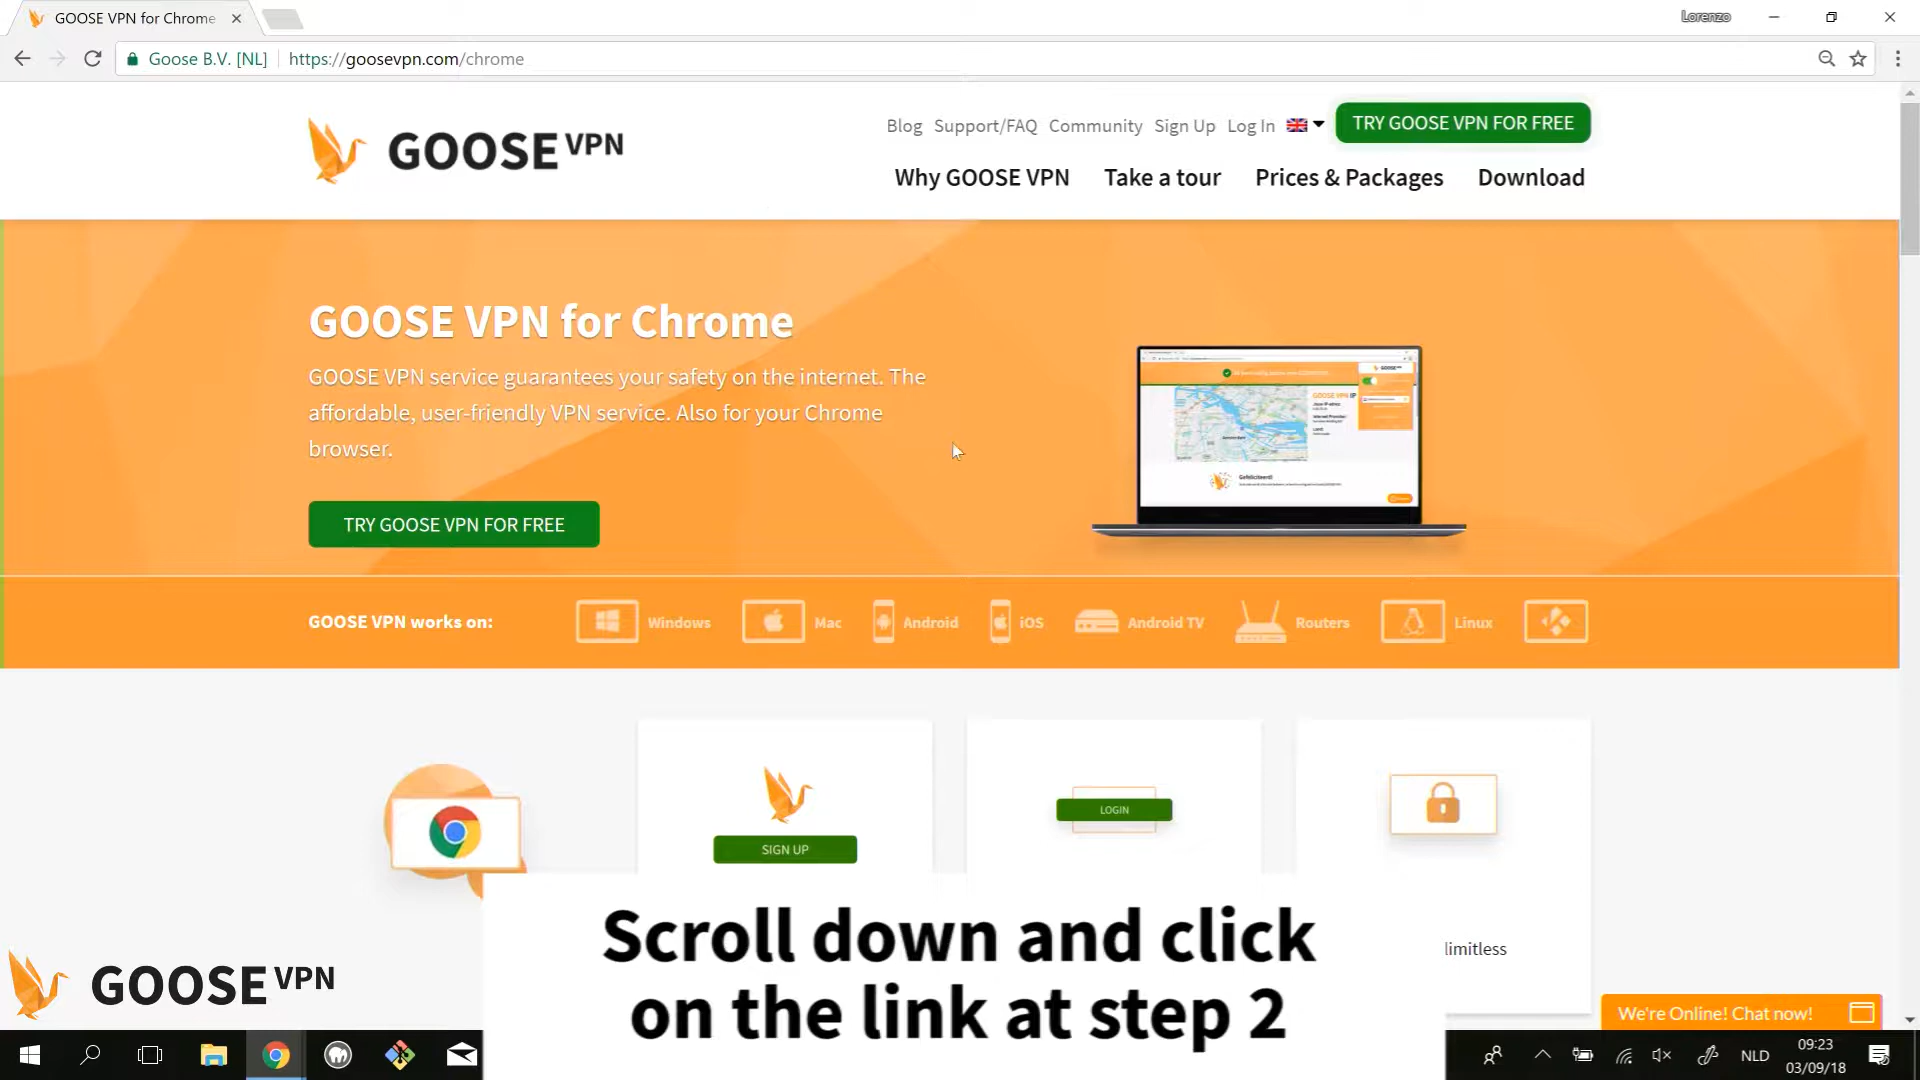 GOOSE VPN for Chrome
Lorenzo
Goose B.V. [NL] https://goosevpn.com/chrome
GOOSE VPN
Blog Support/FAQ Community Sign Up Log In
TRY GOOSE VPN FOR FREE
Why GOOSE VPN Take a tour Prices & Packages Download
GOOSE VPN for Chrome
GOOSE VPN service guarantees your safety on the internet. The
affordable, user-friendly VPN service. Also for your Chrome
browser.
TRY GOOSE VPN FOR FREE
GOOSE VPN IP
Gefeliciteerd!
GOOSE VPN works on: Windows Mac Android iOS Android TV Routers Linux
SIGN UP
LOGIN
limitless
Scroll down and click
on the link at step 2
GOOSE VPN
We're Online! Chat now!
NLD
09:23
03/09/18